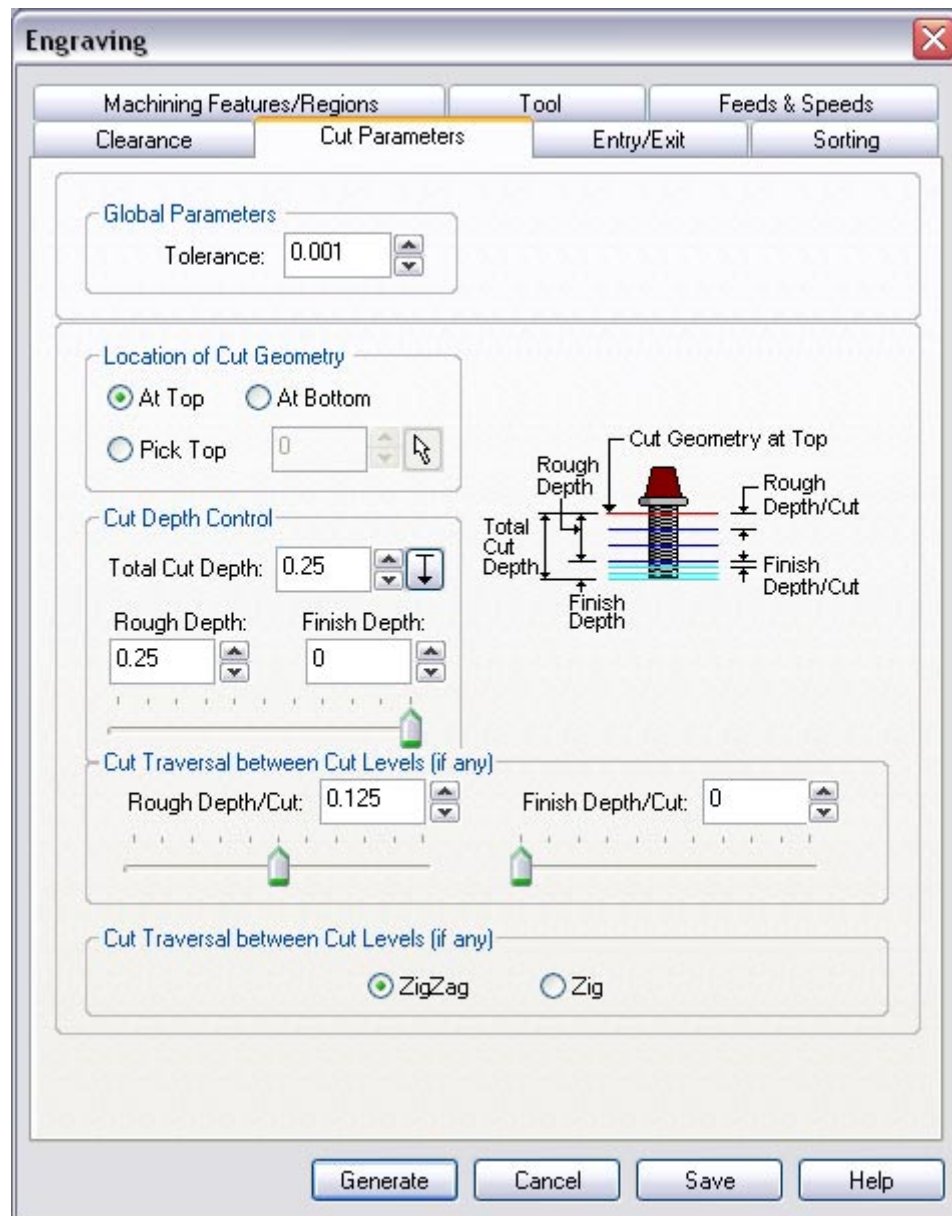 Engraving
Machining Features/Regions Tool Feeds & Speeds
Clearance Cut Parameters Entry/Exit Sorting
Global Parameters
Tolerance: 0.001
Location of Cut Geometry
At Top At Bottom
Pick Top 0
Cut Depth Control
Total Cut Depth: 0.25
Rough Depth: Finish Depth:
0.25 0
Cut Geometry at Top
Rough
Depth
Rough
Depth/Cut
Total
Cut
Depth
Finish
Depth/Cut
Finish
Depth
Cut Traversal between Cut Levels (if any)
Rough Depth/Cut: 0.125 Finish Depth/Cut: 0
Cut Traversal between Cut Levels (if any)
ZigZag Zig
Generate Cancel Save Help